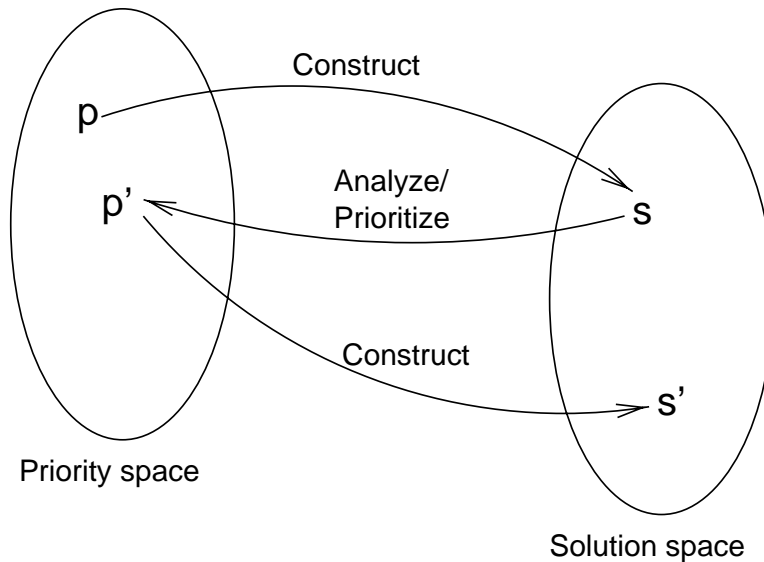 Construct
p
Analyze/
Prioritize
p’
s
Construct
s’
Priority space
Solution space